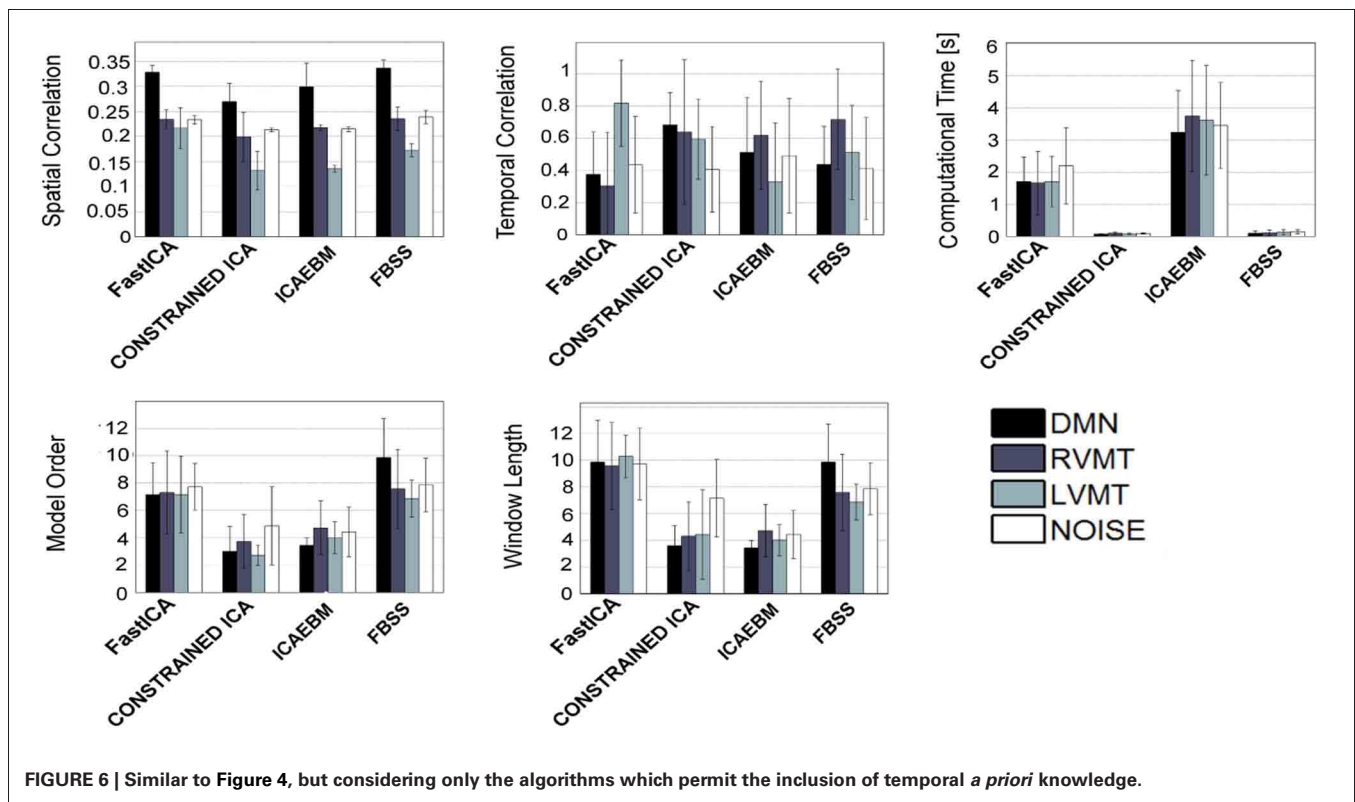 Spatial Correlation
0.35
0.3
0.25
0.2
0.15
0.1
0.05
0
FastICA
CONSTRAINED ICA
ICAEBM
FBSS
Temporal Correlation
1
0.8
0.6
0.4
0.2
0
FastICA
CONSTRAINED ICA
ICAEBM
FBSS
Computational Time [s]
6
5
4
3
2
1
0
FastICA
CONSTRAINED ICA
ICAEBM
FBSS
Model Order
12
10
8
6
4
2
0
FastICA
CONSTRAINED ICA
ICAEBM
FBSS
Window Length
12
10
8
6
4
2
0
FastICA
CONSTRAINED ICA
ICAEBM
FBSS
DMN
RVMT
LVMT
NOISE
FIGURE 6 | Similar to Figure 4, but considering only the algorithms which permit the inclusion of temporal a priori knowledge.